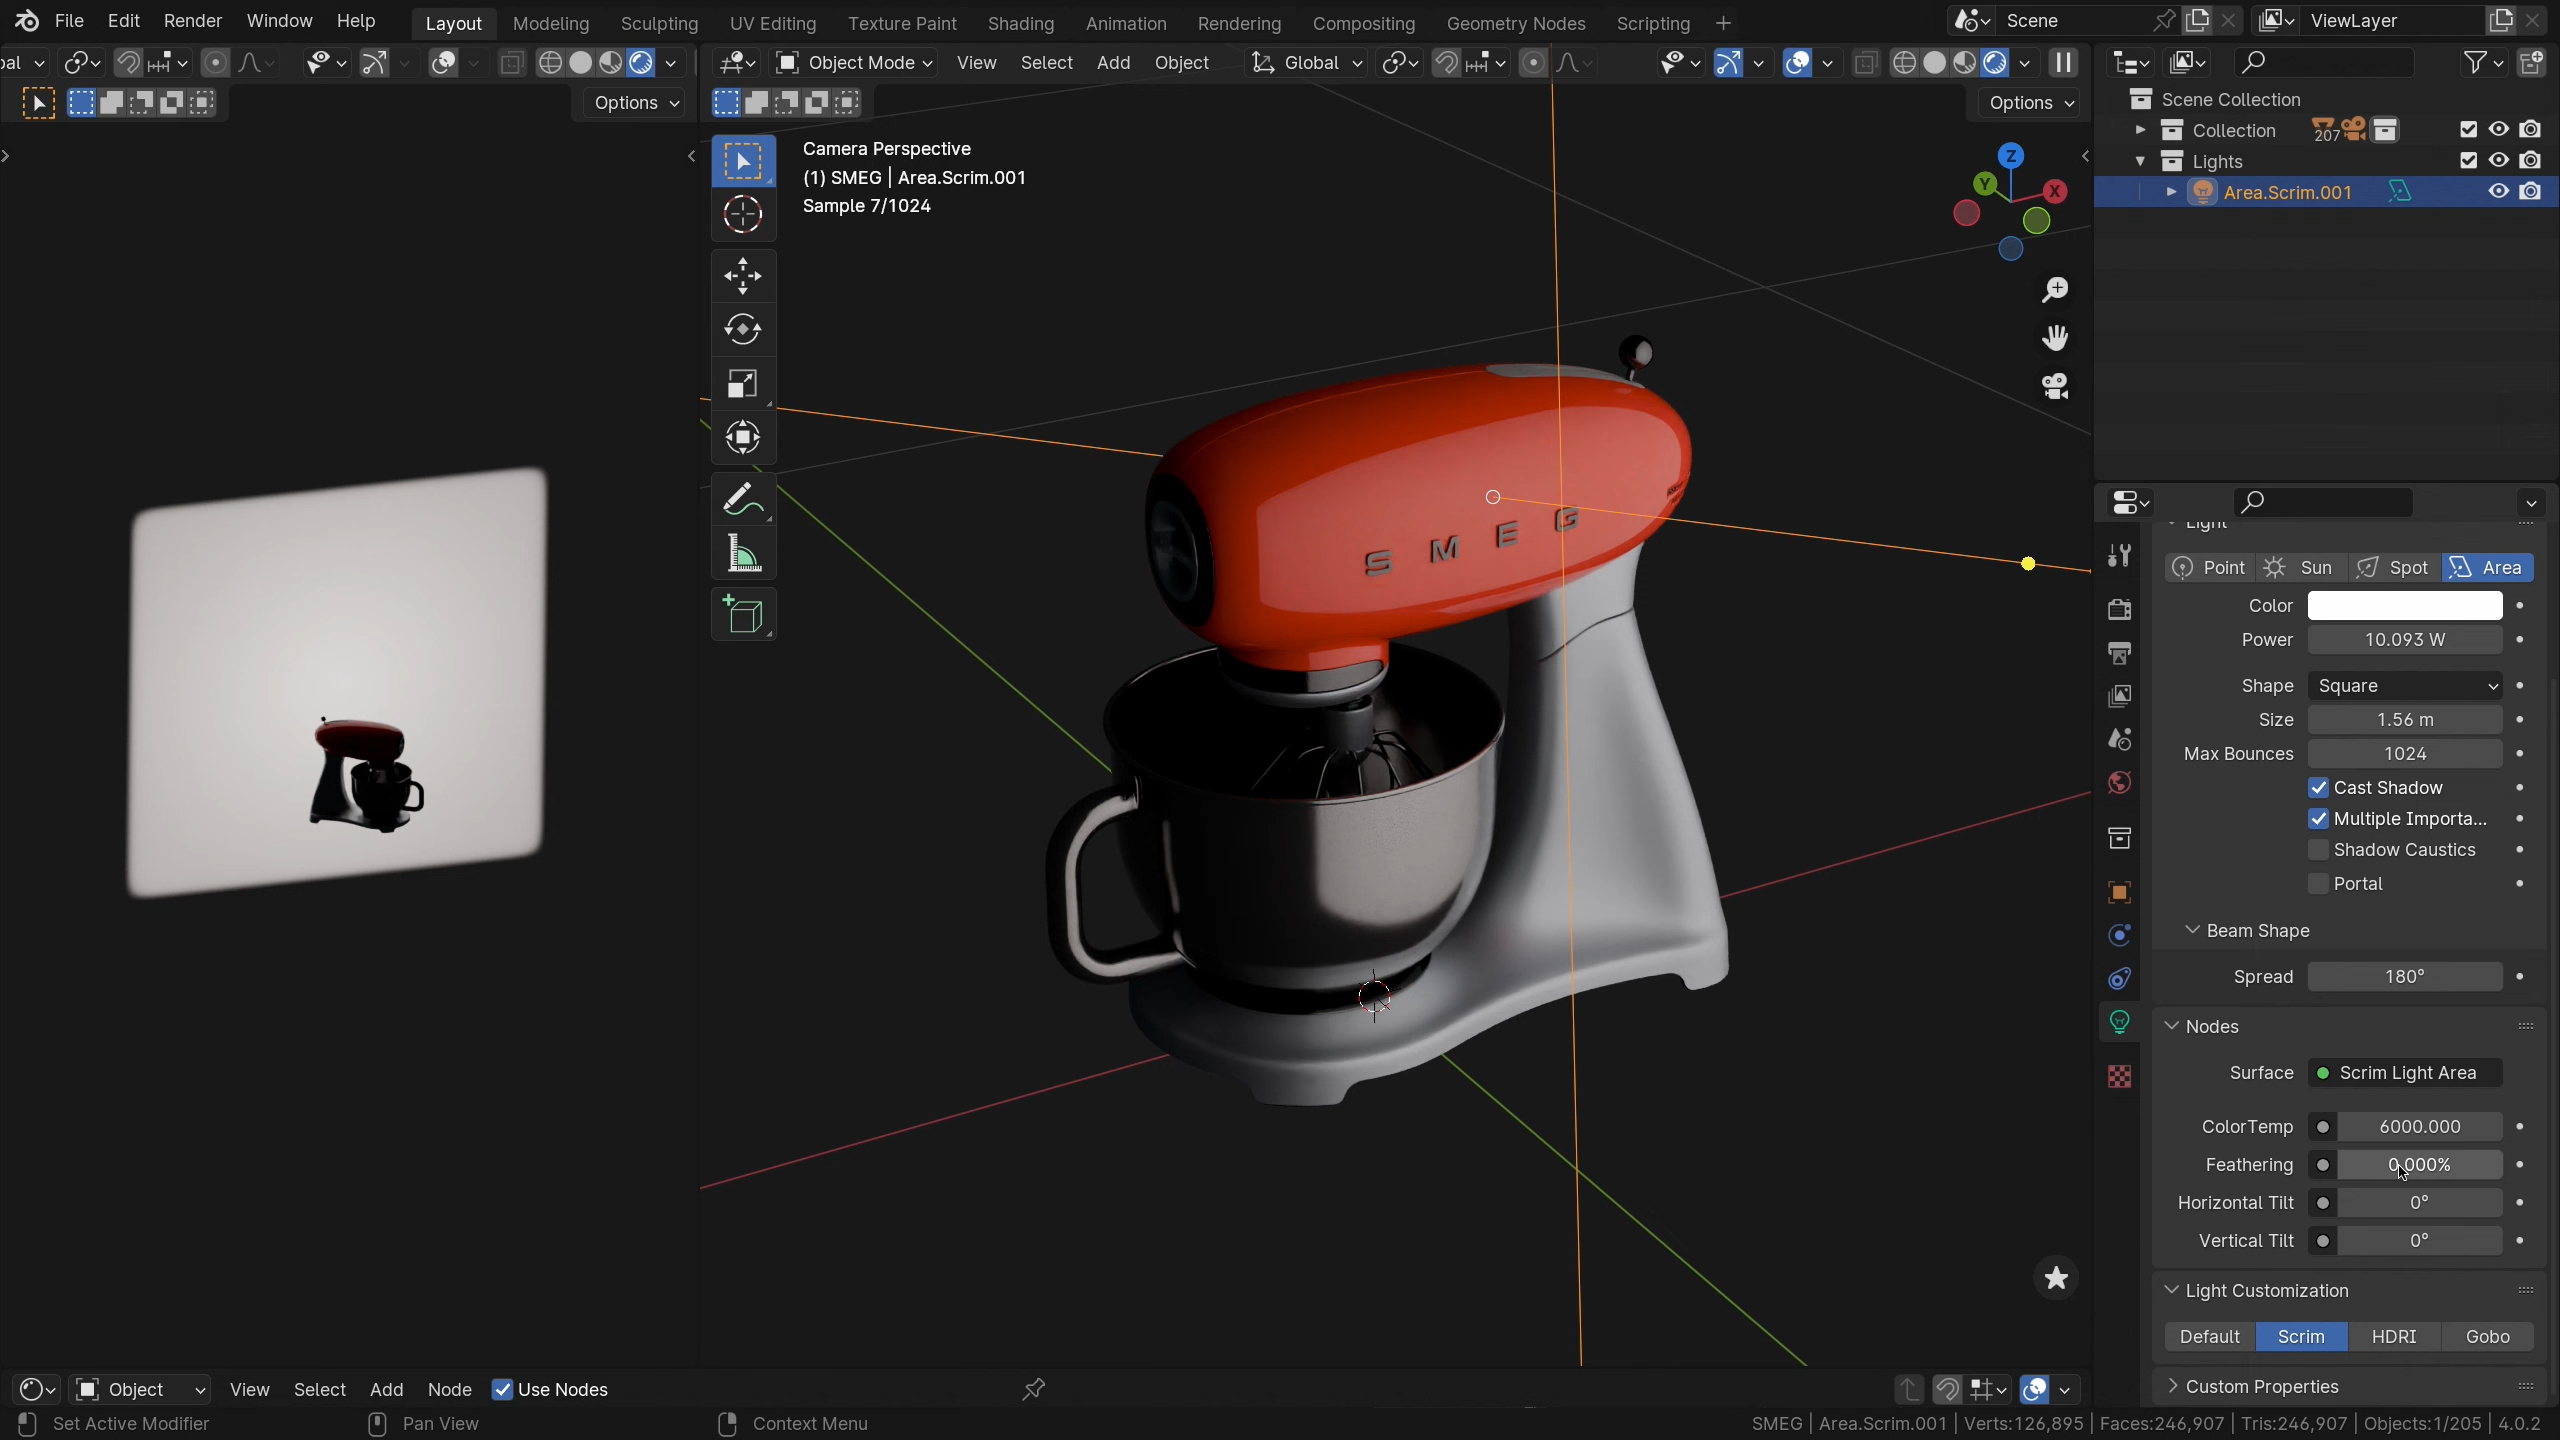 File Edit Render Window Help Layout Modeling Sculpting UV Editing Texture Paint Shading Animation Rendering Compositing Geometry Nodes Scripting Scene ViewLayer
al
Object Mode View Select Add Object Global
Options
Options
Camera Perspective
(1) SMEG | Area.Scrim.001
Sample 7/1024
Z
Y
X
SMEG
Scene Collection
Collection 207
Lights
Area.Scrim.001
Light
Point Sun Spot Area
Color
Power 10.093 W
Shape Square
Size 1.56 m
Max Bounces 1024
Cast Shadow
Multiple Importa...
Shadow Caustics
Portal
Beam Shape
Spread 180°
Nodes
Surface Scrim Light Area
ColorTemp 6000.000
Feathering 0.000%
Horizontal Tilt 0°
Vertical Tilt 0°
Light Customization
Default Scrim HDRI Gobo
Custom Properties
Object View Select Add Node Use Nodes
Set Active Modifier Pan View Context Menu SMEG | Area.Scrim.001 | Verts:126,895 | Faces:246,907 | Tris:246,907 | Objects:1/205 | 4.0.2